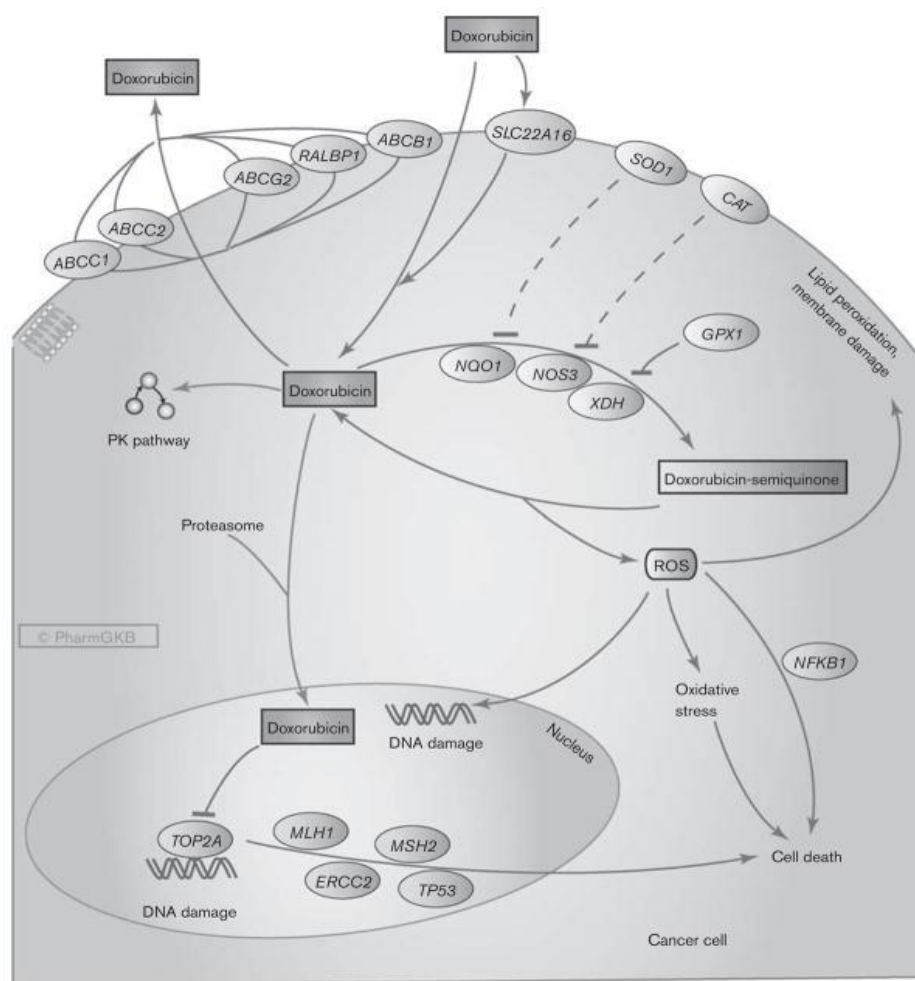 Doxorubicin
Doxorubicin
ABCB1
SLC22A16
RALBP1
SOD1
ABCG2
CAT
ABCC2
ABCC1
Lipid peroxidation,
membrane damage
GPX1
NQO1
NOS3
XDH
Doxorubicin
PK pathway
Doxorubicin-semiquinone
Proteasome
ROS
© PharmGKB
NFKB1
Oxidative
stress
Doxorubicin
DNA damage
Nucleus
MLH1
TOP2A
MSH2
ERCC2
TP53
DNA damage
Cell death
Cancer cell